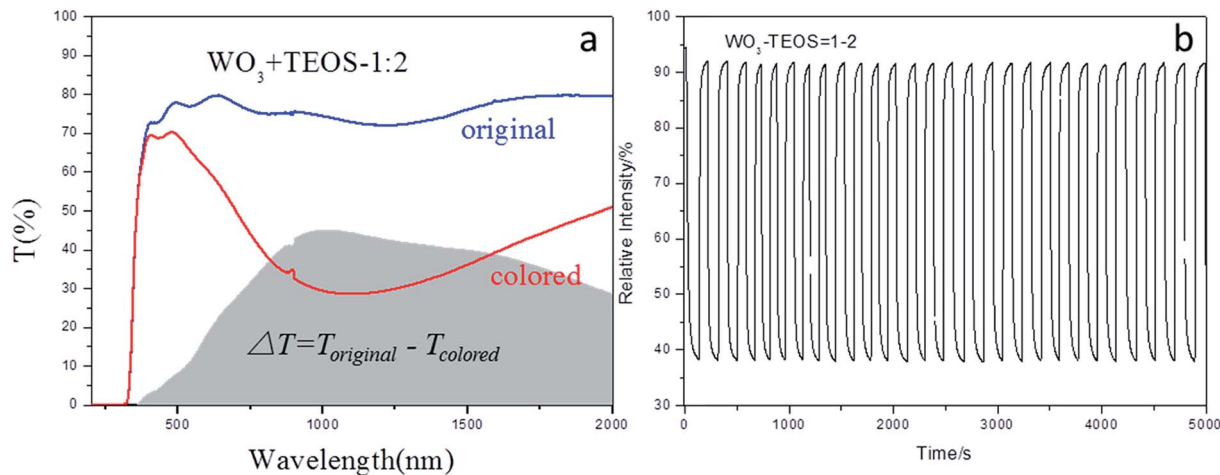 a
WO₃+TEOS-1:2
original
colored
△T=T_original - T_colored
T(%)
100
90
80
70
60
50
40
30
20
10
0
500
1000
1500
2000
Wavelength(nm)
b
WO₃-TEOS=1-2
Relative Intensity/%
100
90
80
70
60
50
40
30
0
1000
2000
3000
4000
5000
Time/s